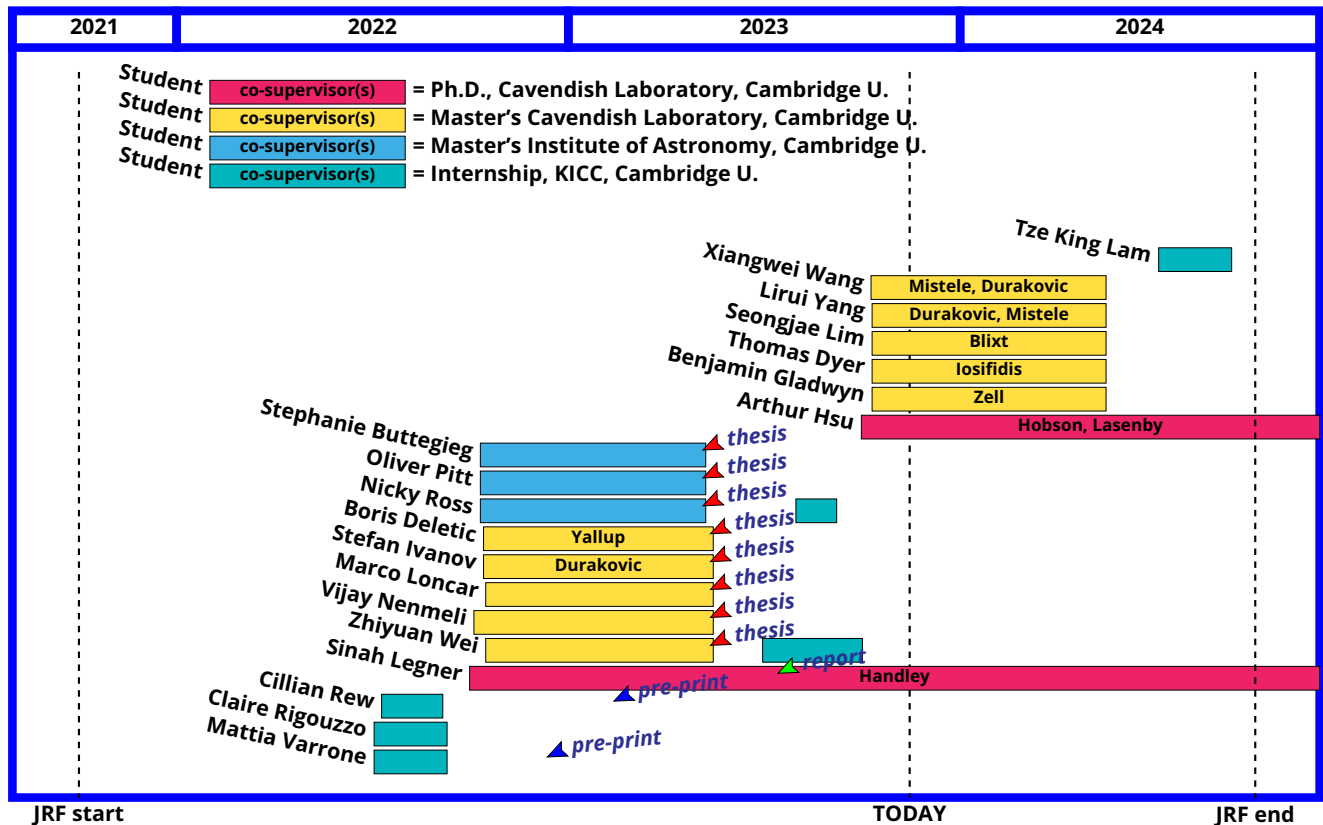 2021 2022 2023 2024
Student co-supervisor(s) = Ph.D., Cavendish Laboratory, Cambridge U.
Student co-supervisor(s) = Master's Cavendish Laboratory, Cambridge U.
Student co-supervisor(s) = Master's Institute of Astronomy, Cambridge U.
Student co-supervisor(s) = Internship, KICC, Cambridge U.
Tze King Lam
Xiangwei Wang Mistele, Durakovic
Lirui Yang Durakovic, Mistele
Seongjae Lim Blixt
Thomas Dyer Iosifidis
Benjamin Gladwyn Zell
Arthur Hsu Hobson, Lasenby
Stephanie Buttegieg thesis
Oliver Pitt thesis
Nicky Ross thesis
Boris Deletic Yallup thesis
Stefan Ivanov Durakovic thesis
Marco Loncar thesis
Vijay Nenmeli thesis
Zhiyuan Wei thesis
Sinah Legner Handley report
Cillian Rew pre-print
Claire Rigouzzo
Mattia Varrone pre-print
JRF start TODAY JRF end